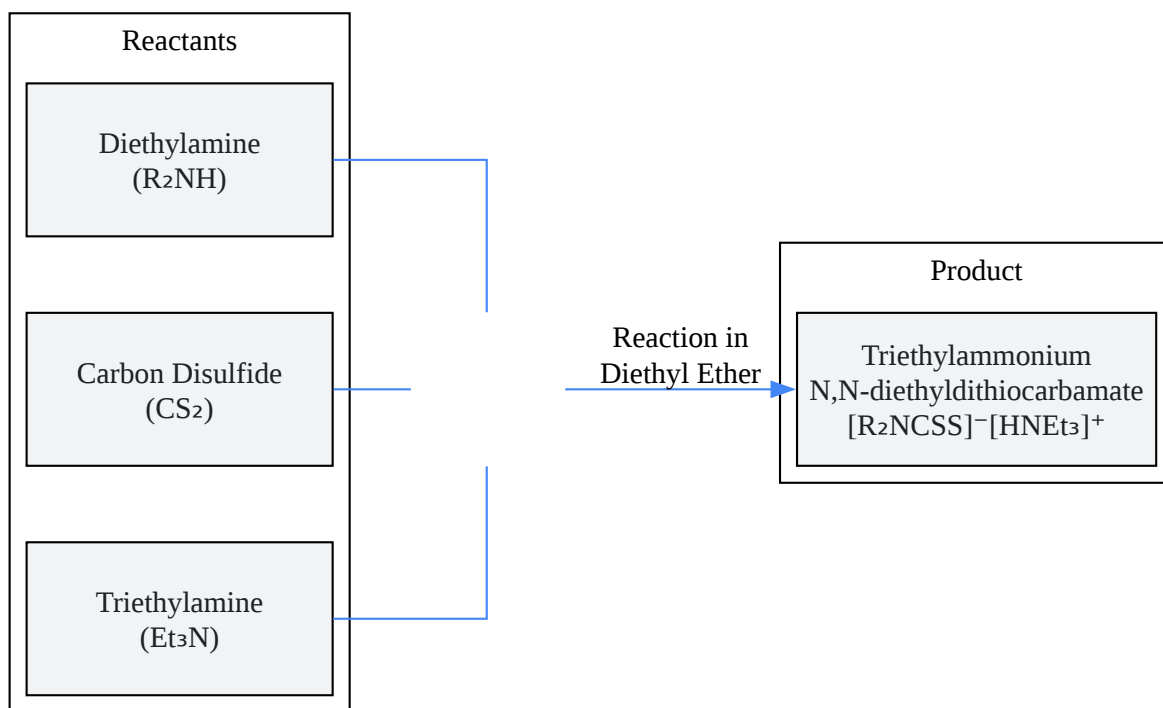 Reactants
Diethylamine
(R₂NH)
Carbon Disulfide
(CS₂)
Triethylamine
(Et₃N)
Reaction in
Diethyl Ether
Product
Triethylammonium
N,N-diethyldithiocarbamate
[R₂NCSS]⁻[HNEt₃]⁺